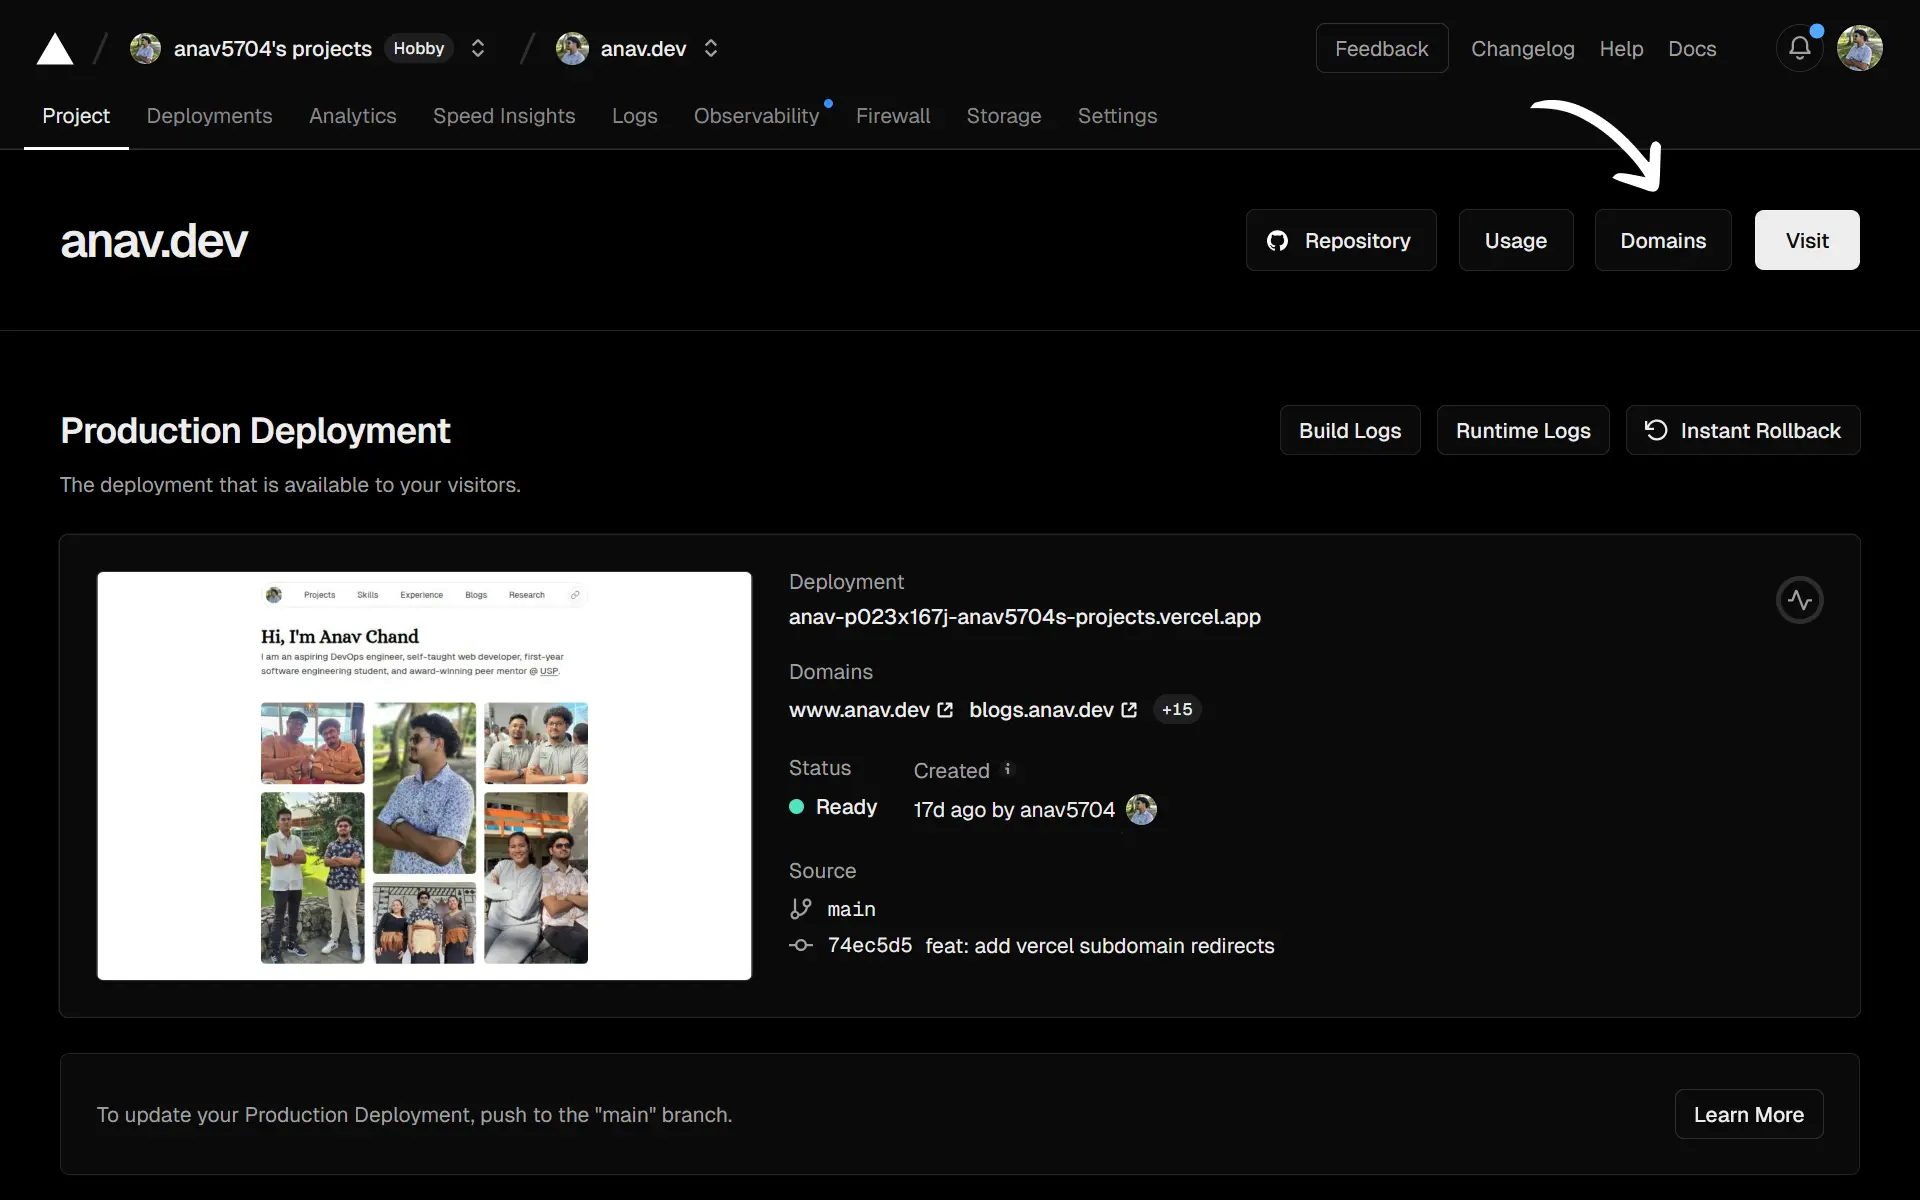 anav5704's projects Hobby anav.dev Feedback Changelog Help Docs
Project Deployments Analytics Speed Insights Logs Observability Firewall Storage Settings
anav.dev Repository Usage Domains Visit
Production Deployment Build Logs Runtime Logs Instant Rollback
The deployment that is available to your visitors.
Projects Skills Experience Blogs Research
Hi, I'm Anav Chand
I am an aspiring DevOps engineer, self-taught web developer, first-year
software engineering student, and award-winning peer mentor @ USP.
Deployment
anav-p023x167j-anav5704s-projects.vercel.app
Domains
www.anav.dev blogs.anav.dev +15
Status Created
Ready 17d ago by anav5704
Source
main
74ec5d5 feat: add vercel subdomain redirects
To update your Production Deployment, push to the "main" branch. Learn More